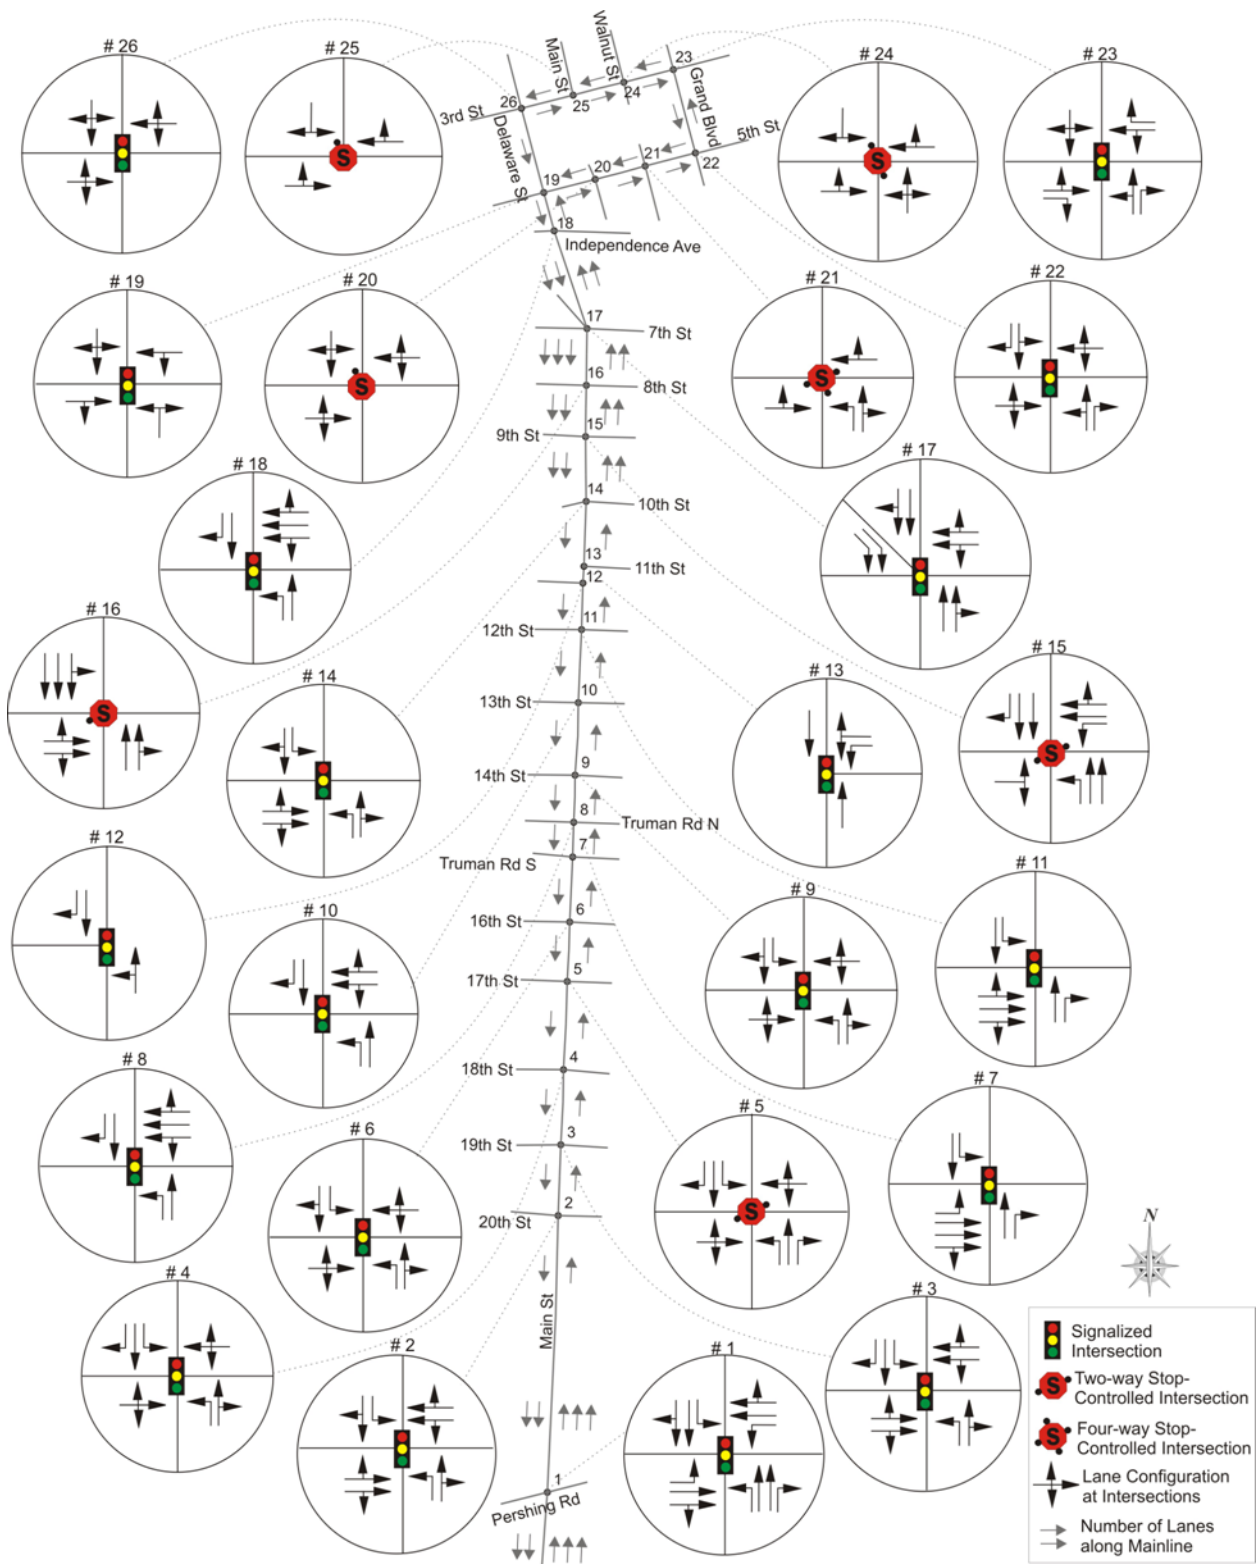 # 26
# 25
Main St
Walnut St
23
# 24
# 23
24
25
26
3rd St
Grand Blvd
5th St
Delaware St
22
21
20
19
18
Independence Ave
# 19
# 20
# 21
# 22
S
S
S
S
17
7th St
16
8th St
15
9th St
14
10th St
13
11th St
12
11
12th St
10
13th St
9
14th St
8
Truman Rd N
7
Truman Rd S
6
16th St
5
17th St
4
18th St
3
19th St
2
20th St
Main St
1
Pershing Rd
# 18
# 17
# 16
S
# 15
S
# 14
# 13
# 12
# 11
# 10
# 9
# 8
# 7
# 6
# 5
S
# 4
# 3
# 2
# 1
N
Signalized
Intersection
S
Two-way Stop-
Controlled Intersection
S
Four-way Stop-
Controlled Intersection
Lane Configuration
at Intersections
Number of Lanes
along Mainline